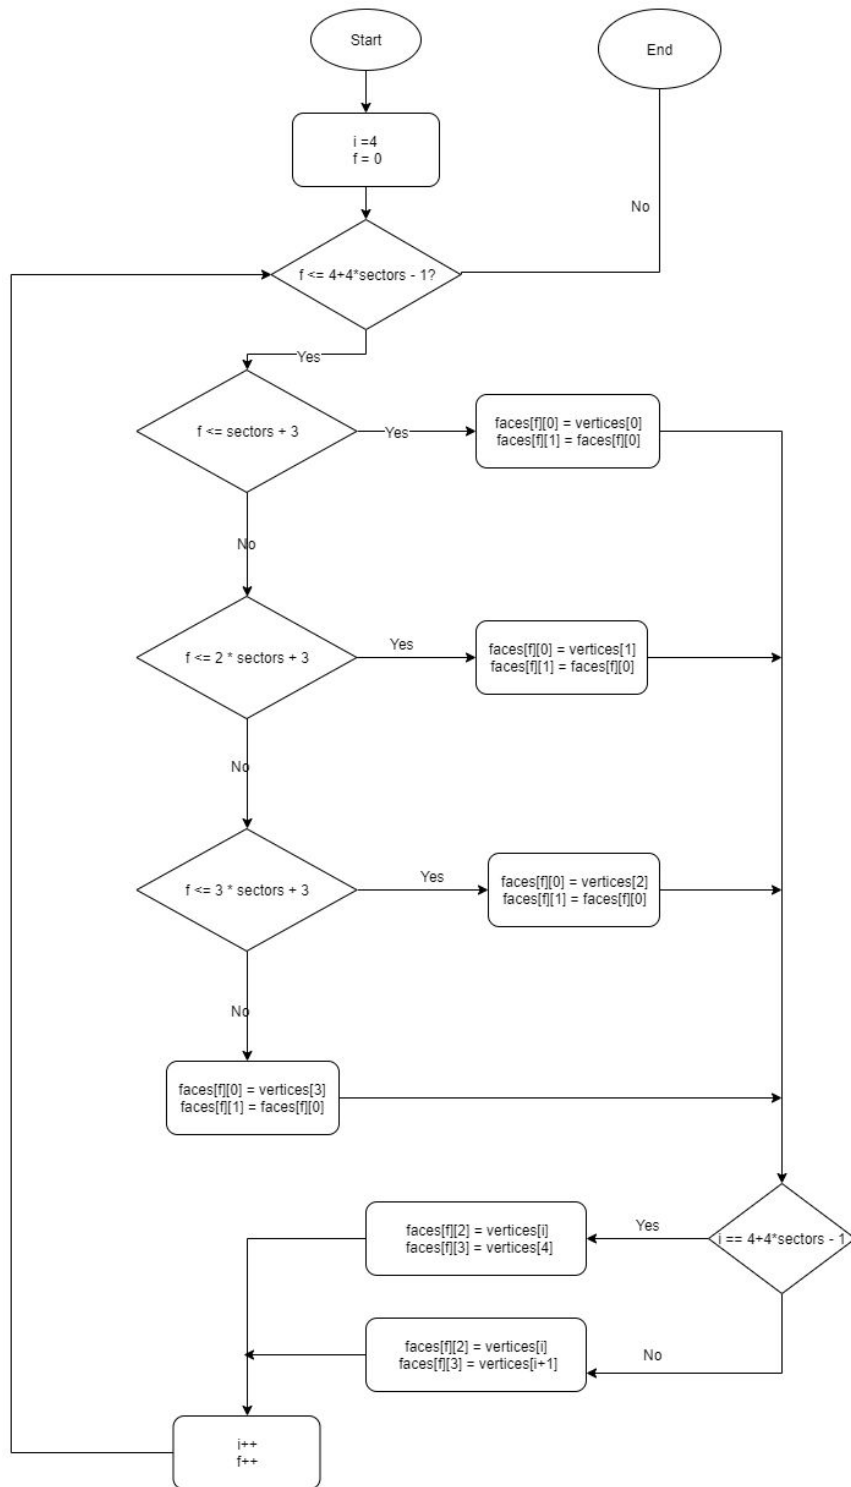 Start
End
i =4
f = 0
No
f <= 4+4*sectors - 1?
Yes
f <= sectors + 3
Yes
faces[f][0] = vertices[0]
faces[f][1] = faces[f][0]
No
f <= 2 * sectors + 3
Yes
faces[f][0] = vertices[1]
faces[f][1] = faces[f][0]
No
f <= 3 * sectors + 3
Yes
faces[f][0] = vertices[2]
faces[f][1] = faces[f][0]
No
faces[f][0] = vertices[3]
faces[f][1] = faces[f][0]
i == 4+4*sectors - 1
Yes
faces[f][2] = vertices[i]
faces[f][3] = vertices[4]
No
faces[f][2] = vertices[i]
faces[f][3] = vertices[i+1]
i++
f++